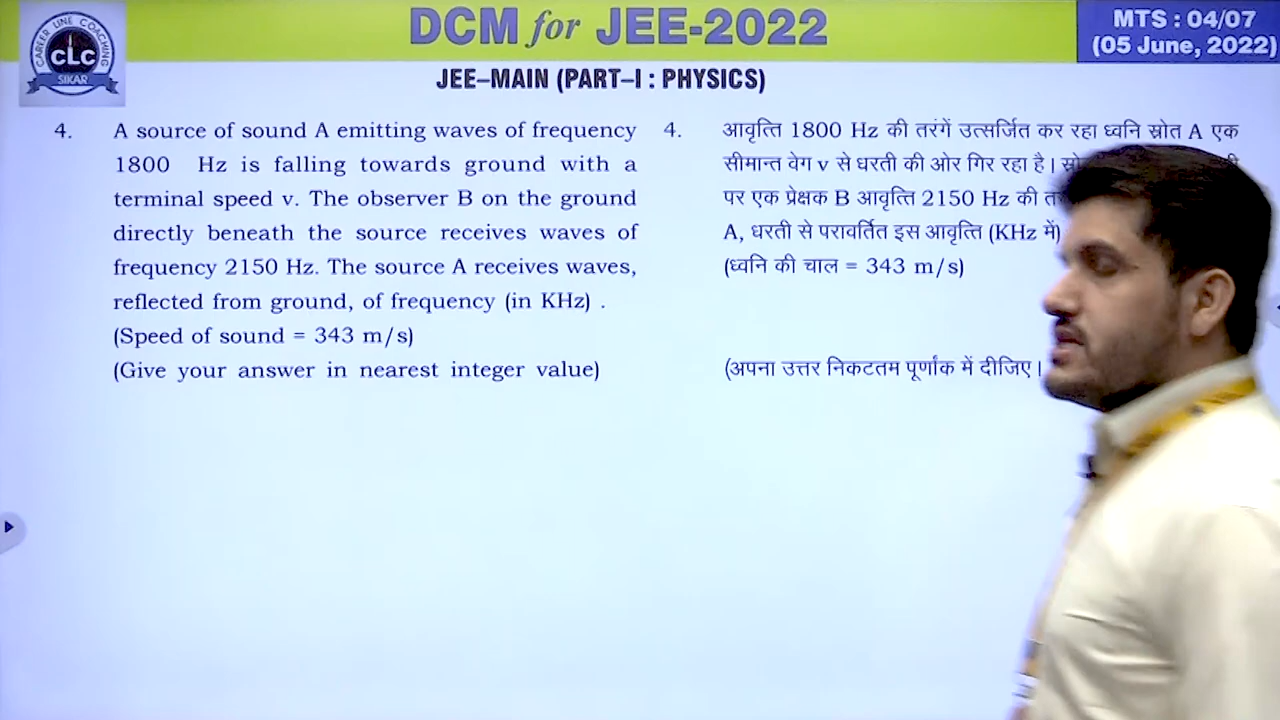 DCM for JEE-2022
MTS : 04/07
(05 June, 2022)
CAREER LINE COACHING
CLC
SIKAR
JEE–MAIN (PART–I : PHYSICS)
4. A source of sound A emitting waves of frequency
1800 Hz is falling towards ground with a
terminal speed v. The observer B on the ground
directly beneath the source receives waves of
frequency 2150 Hz. The source A receives waves,
reflected from ground, of frequency (in KHz) .
(Speed of sound = 343 m/s)
(Give your answer in nearest integer value)
4. आवृत्ति 1800 Hz की तरंगें उत्सर्जित कर रहा ध्वनि स्रोत A एक
सीमान्त वेग v से धरती की ओर गिर रहा है।
पर एक प्रेक्षक B आवृत्ति 2150 Hz की
A, धरती से परावर्तित इस आवृत्ति (KHz में)
(ध्वनि की चाल = 343 m/s)
(अपना उत्तर निकटतम पूर्णांक में दीजिए।